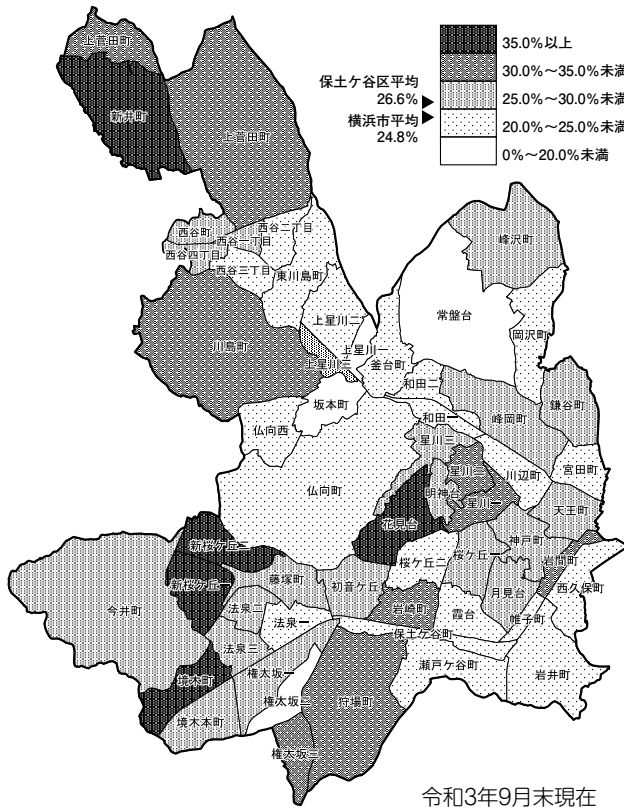 35.0%以上
30.0%～35.0%未満
25.0%～30.0%未満
20.0%～25.0%未満
0%～20.0%未満
保土ケ谷区平均
26.6%
横浜市平均
24.8%
上菅田町
新井町
上菅田町
西谷町
西谷一丁目
西谷二丁目
西谷四丁目
西谷三丁目
東川島町
峰沢町
常盤台
岡沢町
川島町
上星川二
上星川一
上星川三
釜台町
和田二
坂本町
和田一
峰岡町
鎌谷町
仏向西
星川三
星川二
川辺町
宮田町
仏向町
明神台
星川一
花見台
天王町
新桜ケ丘二
神戸町
岩間町
桜ケ丘二
桜ケ丘一
新桜ケ丘一
藤塚町
初音ケ丘
月見台
西久保町
今井町
法泉二
法泉一
岩崎町
霞台
帷子町
保土ケ谷町
法泉三
瀬戸ケ谷町
岩井町
境木町
権太坂一
権太坂二
狩場町
境木本町
権太坂三
令和3年9月末現在